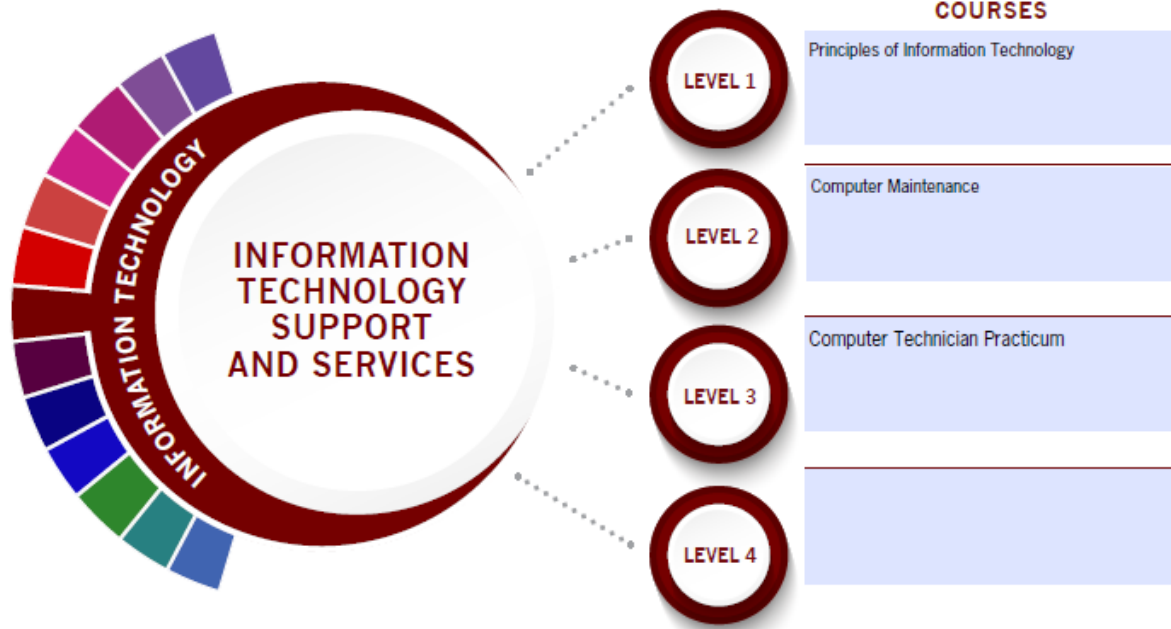 INFORMATION TECHNOLOGY
INFORMATION
TECHNOLOGY
SUPPORT
AND SERVICES
COURSES
LEVEL 1
Principles of Information Technology
LEVEL 2
Computer Maintenance
LEVEL 3
Computer Technician Practicum
LEVEL 4